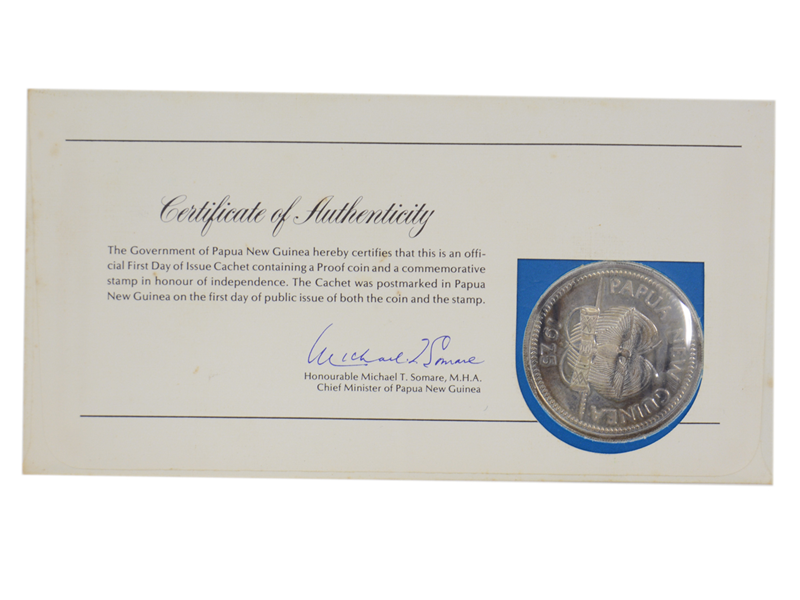 Certificate of Authenticity
The Government of Papua New Guinea hereby certifies that this is an offi-
cial First Day of Issue Cachet containing a Proof coin and a commemorative
stamp in honour of independence. The Cachet was postmarked in Papua
New Guinea on the first day of public issue of both the coin and the stamp.
Michael T Somare
Honourable Michael T. Somare, M.H.A.
Chief Minister of Papua New Guinea
PAPUA NEW GUINEA
1975